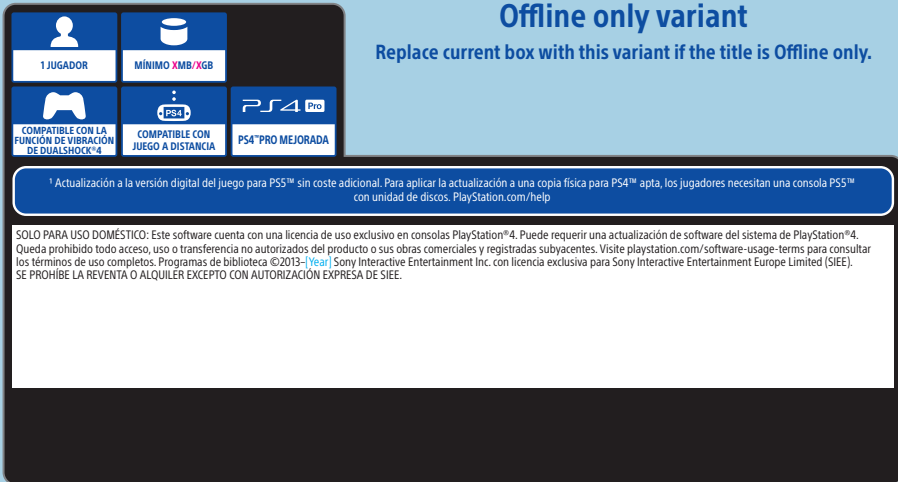 Offline only variant
Replace current box with this variant if the title is Offline only.
1 JUGADOR
MÍNIMO XMB/XGB
COMPATIBLE CON LA
FUNCIÓN DE VIBRACIÓN
DE DUALSHOCK®4
PS4
COMPATIBLE CON
JUEGO A DISTANCIA
PS4 Pro
PS4™PRO MEJORADA
¹ Actualización a la versión digital del juego para PS5™ sin coste adicional. Para aplicar la actualización a una copia física para PS4™ apta, los jugadores necesitan una consola PS5™
con unidad de discos. PlayStation.com/help
SOLO PARA USO DOMÉSTICO: Este software cuenta con una licencia de uso exclusivo en consolas PlayStation®4. Puede requerir una actualización de software del sistema de PlayStation®4.
Queda prohibido todo acceso, uso o transferencia no autorizados del producto o sus obras comerciales y registradas subyacentes. Visite playstation.com/software-usage-terms para consultar
los términos de uso completos. Programas de biblioteca ©2013–[Year] Sony Interactive Entertainment Inc. con licencia exclusiva para Sony Interactive Entertainment Europe Limited (SIEE).
SE PROHÍBE LA REVENTA O ALQUILER EXCEPTO CON AUTORIZACIÓN EXPRESA DE SIEE.